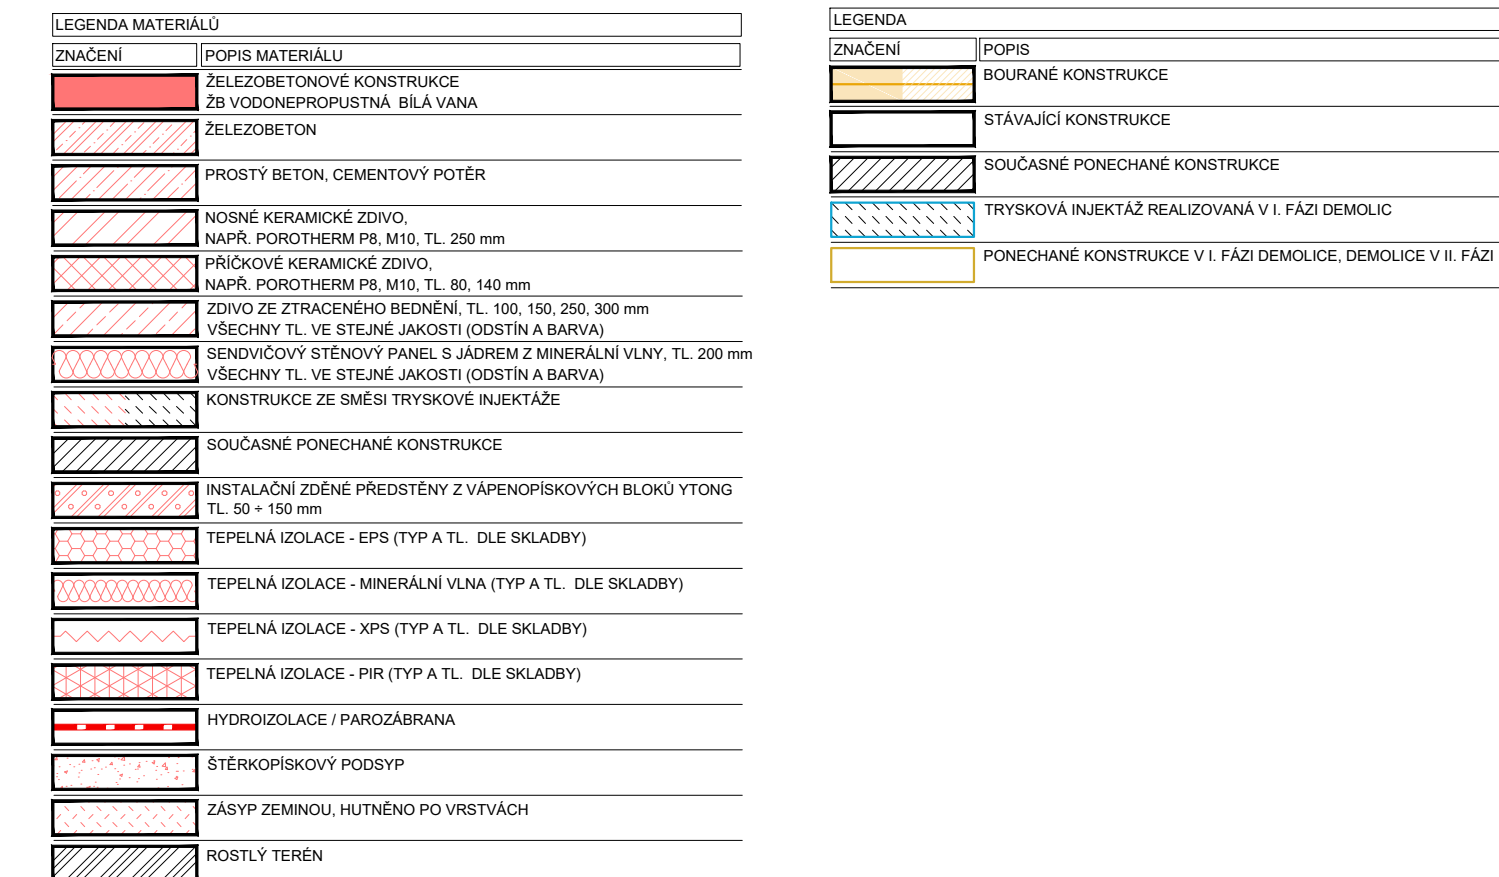 LEGENDA MATERIÁLŮ
ZNAČENÍ
POPIS MATERIÁLU
ŽELEZOBETONOVÉ KONSTRUKCE
ŽB VODONEPROPUSTNÁ  BÍLÁ VANA
ŽELEZOBETON
PROSTÝ BETON, CEMENTOVÝ POTĚR
NOSNÉ KERAMICKÉ ZDIVO,
NAPŘ. POROTHERM P8, M10, TL. 250 mm
PŘÍČKOVÉ KERAMICKÉ ZDIVO,
NAPŘ. POROTHERM P8, M10, TL. 80, 140 mm
ZDIVO ZE ZTRACENÉHO BEDNĚNÍ, TL. 100, 150, 250, 300 mm
VŠECHNY TL. VE STEJNÉ JAKOSTI (ODSTÍN A BARVA)
SENDVIČOVÝ STĚNOVÝ PANEL S JÁDREM Z MINERÁLNÍ VLNY, TL. 200 mm
VŠECHNY TL. VE STEJNÉ JAKOSTI (ODSTÍN A BARVA)
KONSTRUKCE ZE SMĚSI TRYSKOVÉ INJEKTÁŽE
SOUČASNÉ PONECHANÉ KONSTRUKCE
INSTALAČNÍ ZDĚNÉ PŘEDSTĚNY Z VÁPENOPÍSKOVÝCH BLOKŮ YTONG
TL. 50 ÷ 150 mm
TEPELNÁ IZOLACE - EPS (TYP A TL.  DLE SKLADBY)
TEPELNÁ IZOLACE - MINERÁLNÍ VLNA (TYP A TL.  DLE SKLADBY)
TEPELNÁ IZOLACE - XPS (TYP A TL.  DLE SKLADBY)
TEPELNÁ IZOLACE - PIR (TYP A TL.  DLE SKLADBY)
HYDROIZOLACE / PAROZÁBRANA
ŠTĚRKOPÍSKOVÝ PODSYP
ZÁSYP ZEMINOU, HUTNĚNO PO VRSTVÁCH
ROSTLÝ TERÉN
LEGENDA
ZNAČENÍ
POPIS
BOURANÉ KONSTRUKCE
STÁVAJÍCÍ KONSTRUKCE
SOUČASNÉ PONECHANÉ KONSTRUKCE
TRYSKOVÁ INJEKTÁŽ REALIZOVANÁ V I. FÁZI DEMOLIC
PONECHANÉ KONSTRUKCE V I. FÁZI DEMOLICE, DEMOLICE V II. FÁZI